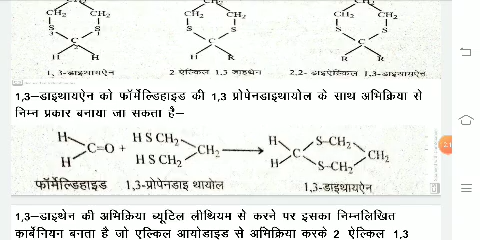 CH₂ CH₂ CH₂ CH₂ CH₂ CH₂
S S S S S S
C C C
H H H R R R
1, 3-डाइथायऐन 2 एल्किल 1,3 डाइथेन 2,2- डाइऐल्किल 1,3-डाइथायऐन
1,3–डाइथायऐन को फॉर्मेल्डिहाइड की 1,3 प्रोपेनडाइथायोल के साथ अभिक्रिया से
निम्न प्रकार बनाया जा सकता है–
H H S CH₂ H S–CH₂
C=O + CH₂ C CH₂
H H S CH₂ H S–CH₂
फॉर्मेल्डिहाइड 1,3-प्रोपेनडाइ थायोल 1,3-डाइथायऐन
1,3–डाइथेन की अभिक्रिया ब्यूटिल लीथियम से करने पर इसका निम्नलिखित
कार्बेनियन बनता है जो एल्किल आयोडाइड से अभिक्रिया करके 2 ऐल्किल 1,3